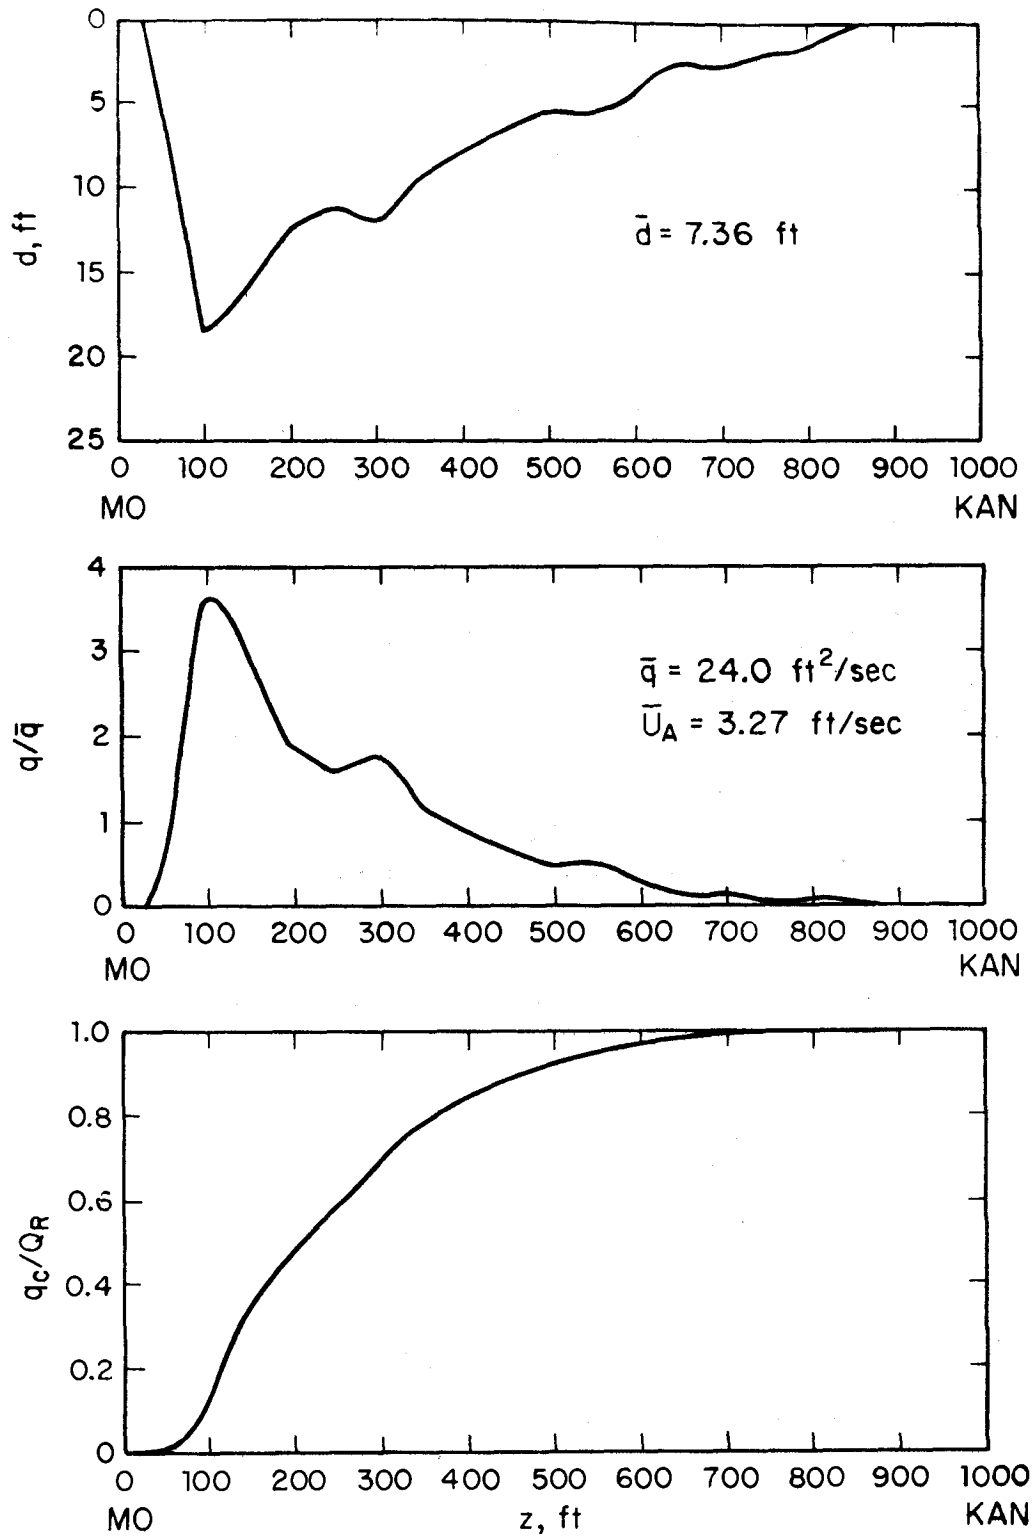 0
5
10
15
20
25
d, ft
d̄ = 7.36 ft
0 100 200 300 400 500 600 700 800 900 1000
MO KAN
4
3
2
1
0
q/q̄
q̄ = 24.0 ft²/sec
Ū_A = 3.27 ft/sec
0 100 200 300 400 500 600 700 800 900 1000
MO KAN
1.0
0.8
0.6
0.4
0.2
0
q_c/Q_R
0 100 200 300 400 500 600 700 800 900 1000
MO z, ft KAN